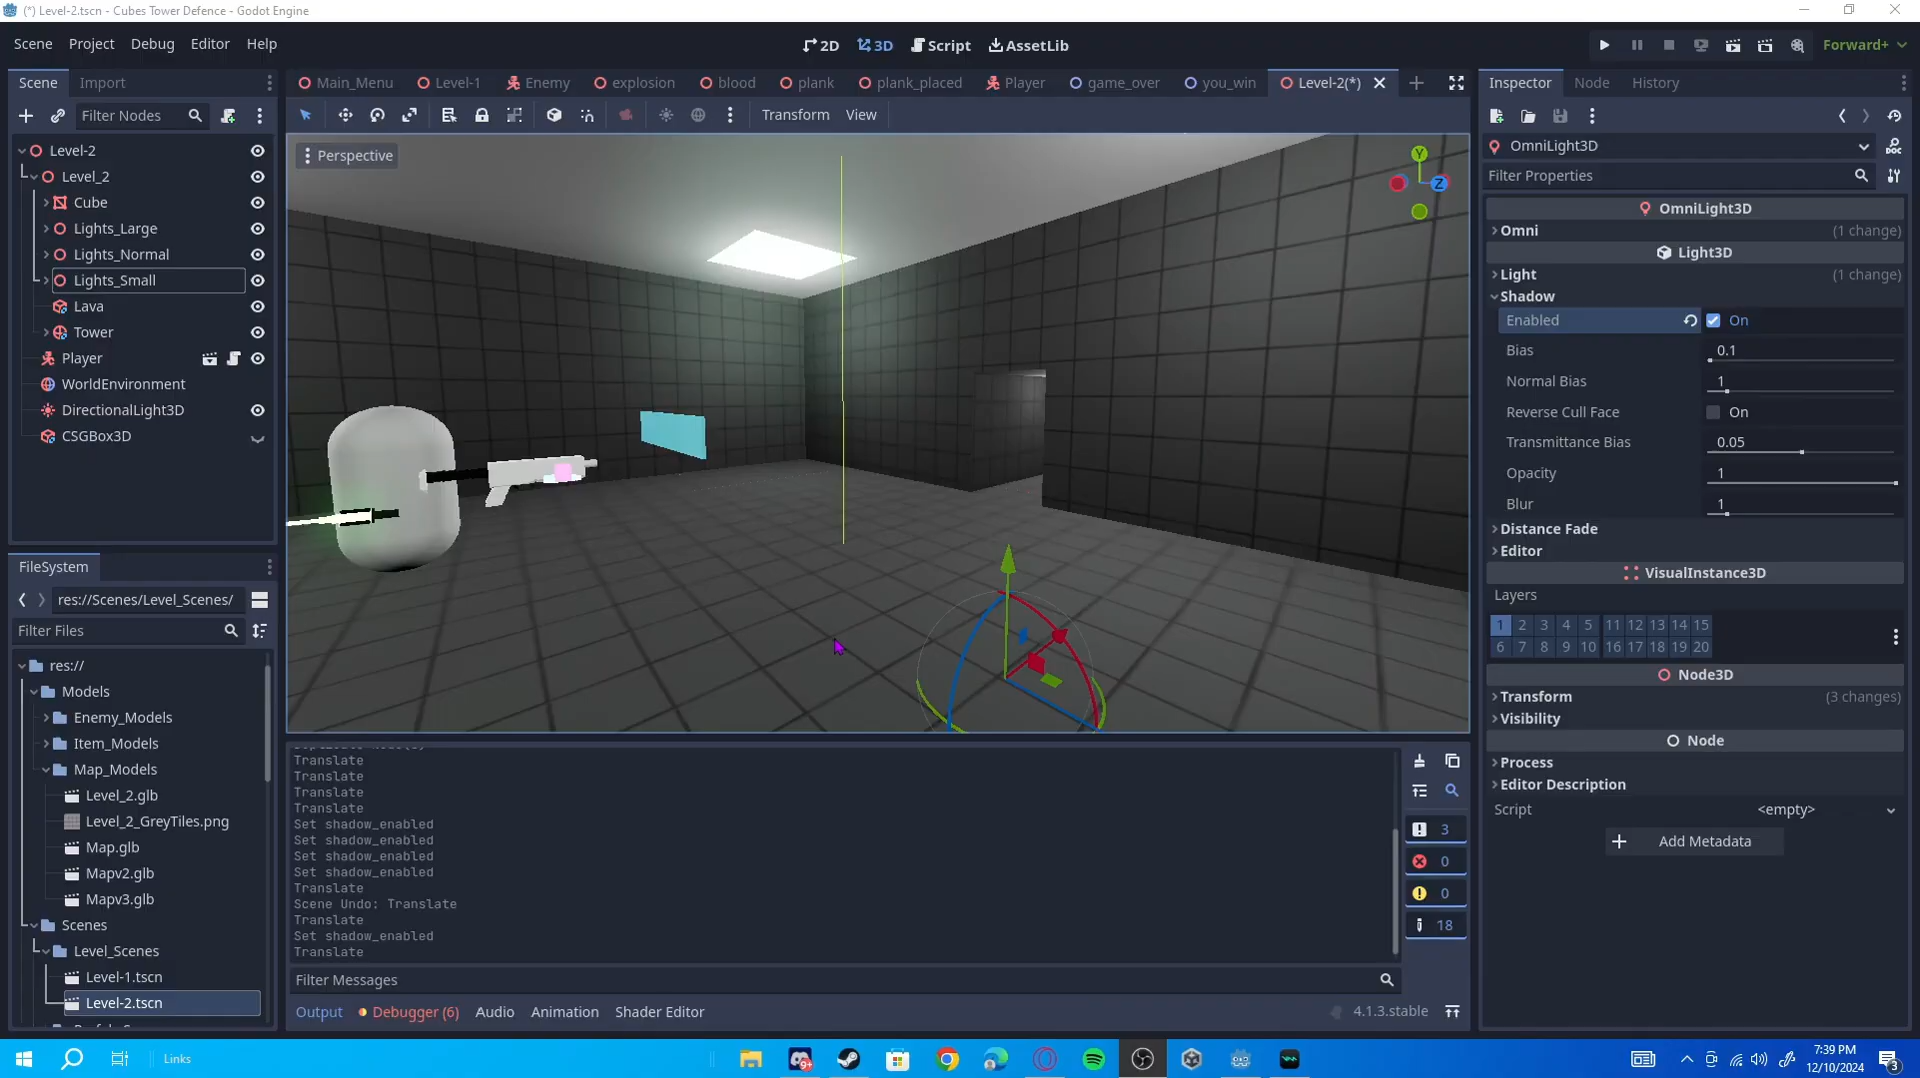 (*) Level-2.tscn - Cubes Tower Defence - Godot Engine
Scene Project Debug Editor Help
2D 3D Script AssetLib
Forward+
Scene Import
Main_Menu Level-1 Enemy explosion blood plank plank_placed Player game_over you_win Level-2(*)
Inspector Node History
Filter Nodes
Transform View
Level-2
Level_2
Cube
Lights_Large
Lights_Normal
Lights_Small
Lava
Tower
Player
WorldEnvironment
DirectionalLight3D
CSGBox3D
Perspective
Y
Z
OmniLight3D
Filter Properties
OmniLight3D
Omni (1 change)
Light3D
Light (1 change)
Shadow
Enabled On
Bias 0.1
Normal Bias 1
Reverse Cull Face On
Transmittance Bias 0.05
Opacity 1
Blur 1
Distance Fade
Editor
VisualInstance3D
Layers
1 2 3 4 5 11 12 13 14 15
6 7 8 9 10 16 17 18 19 20
Node3D
Transform (3 changes)
Visibility
Node
Process
Editor Description
Script <empty>
Add Metadata
FileSystem
res://Scenes/Level_Scenes/
Filter Files
res://
Models
Enemy_Models
Item_Models
Map_Models
Level_2.glb
Level_2_GreyTiles.png
Map.glb
Mapv2.glb
Mapv3.glb
Scenes
Level_Scenes
Level-1.tscn
Level-2.tscn
Translate
Translate
Translate
Translate
Set shadow_enabled
Set shadow_enabled
Set shadow_enabled
Set shadow_enabled
Translate
Scene Undo: Translate
Translate
Set shadow_enabled
Translate
3
0
0
18
Filter Messages
Output Debugger (6) Audio Animation Shader Editor
4.1.3.stable
Links
9+
7:39 PM
12/10/2024
3